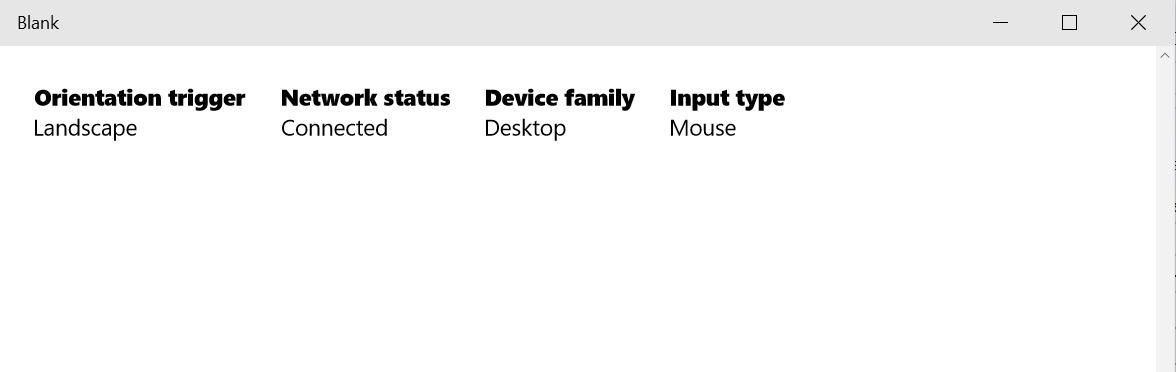 Blank
Orientation trigger Network status Device family Input type
Landscape Connected Desktop Mouse